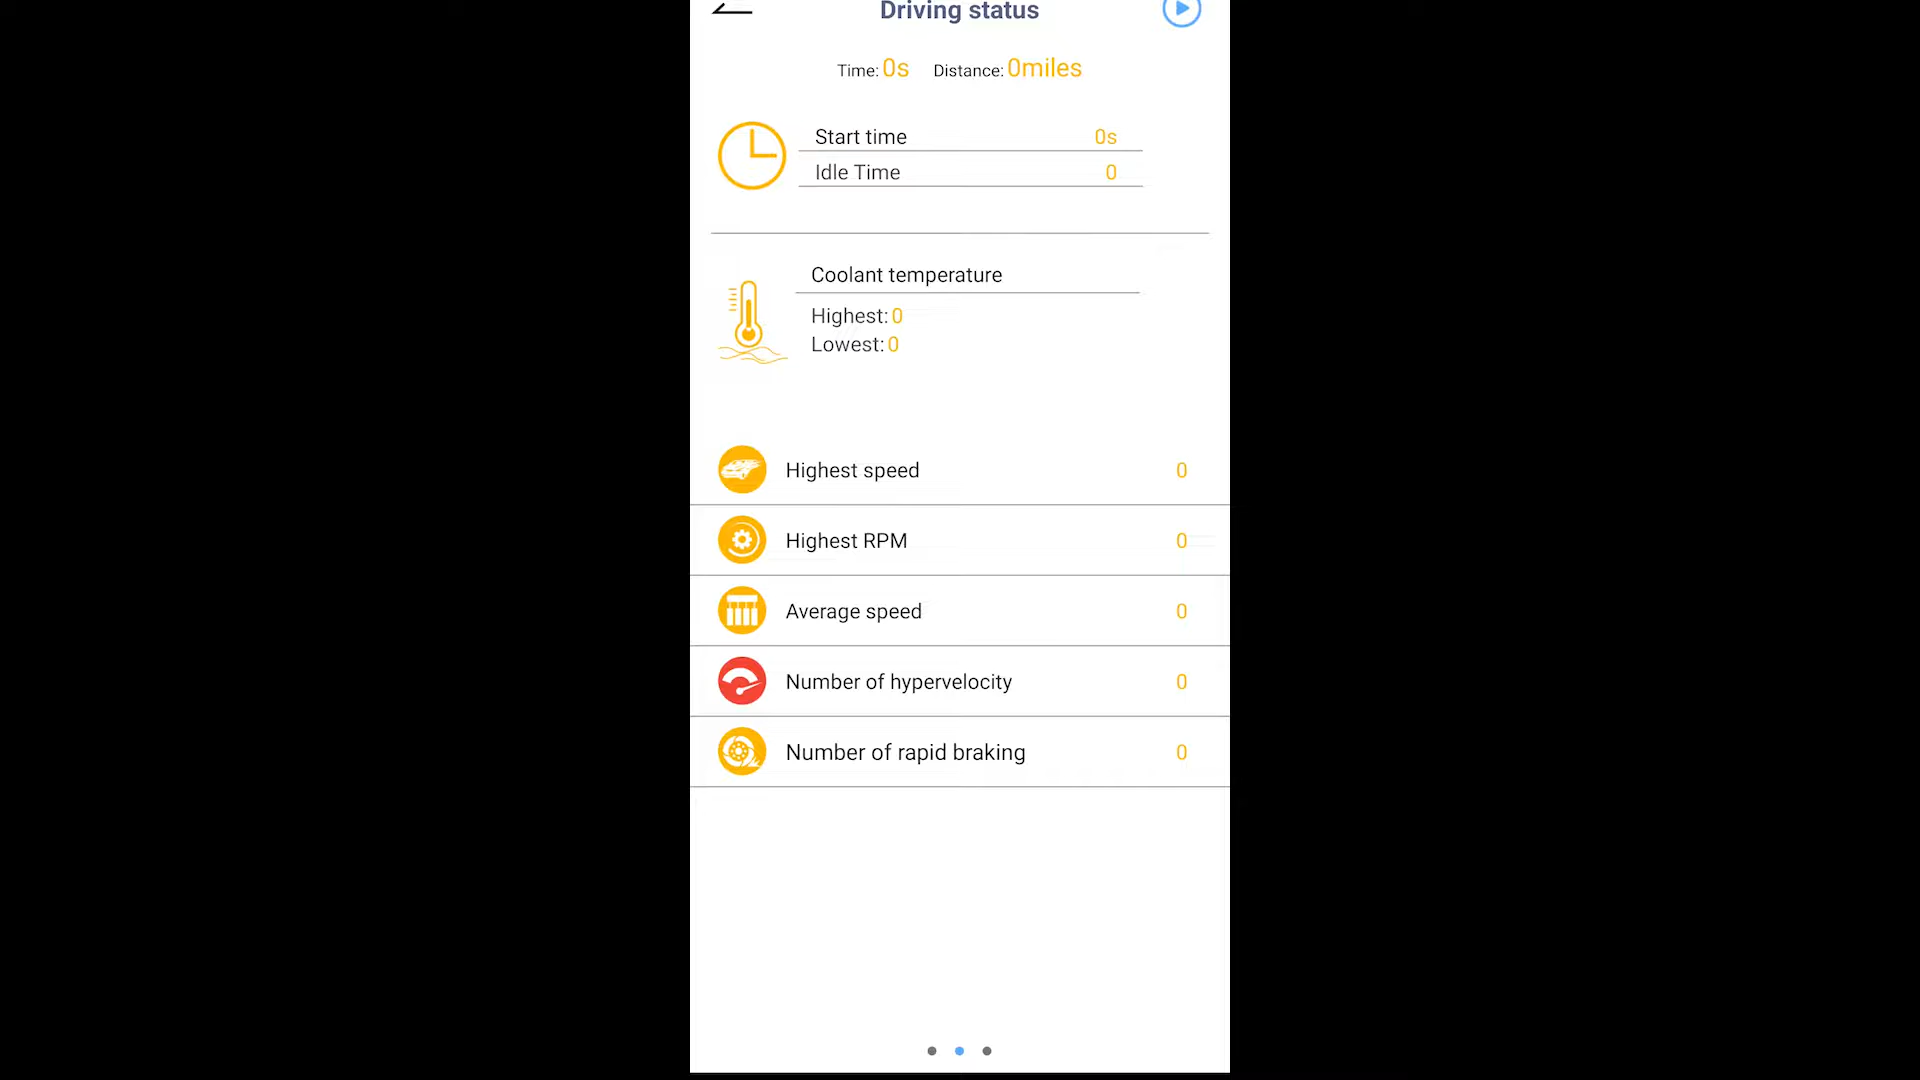 Driving status
Time: 0s Distance: 0miles
Start time 0s
Idle Time 0
Coolant temperature
Highest: 0
Lowest: 0
Highest speed 0
Highest RPM 0
Average speed 0
Number of hypervelocity 0
Number of rapid braking 0